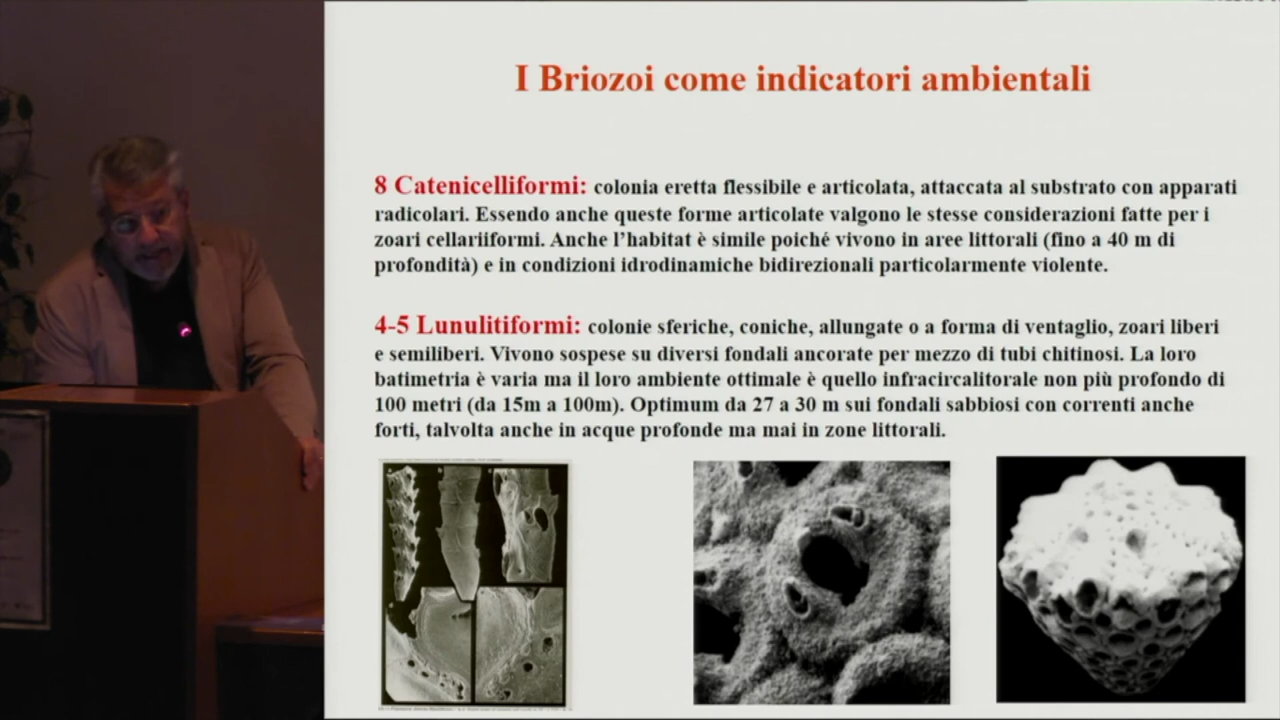 I Briozoi come indicatori ambientali
8 Catenicelliformi: colonia eretta flessibile e articolata, attaccata al substrato con apparati
radicolari. Essendo anche queste forme articolate valgono le stesse considerazioni fatte per i
zoari cellariiformi. Anche l’habitat è simile poiché vivono in aree littorali (fino a 40 m di
profondità) e in condizioni idrodinamiche bidirezionali particolarmente violente.
4-5 Lunulitiformi: colonie sferiche, coniche, allungate o a forma di ventaglio, zoari liberi
e semiliberi. Vivono sospese su diversi fondali ancorate per mezzo di tubi chitinosi. La loro
batimetria è varia ma il loro ambiente ottimale è quello infracircalitorale non più profondo di
100 metri (da 15m a 100m). Optimum da 27 a 30 m sui fondali sabbiosi con correnti anche
forti, talvolta anche in acque profonde ma mai in zone littorali.